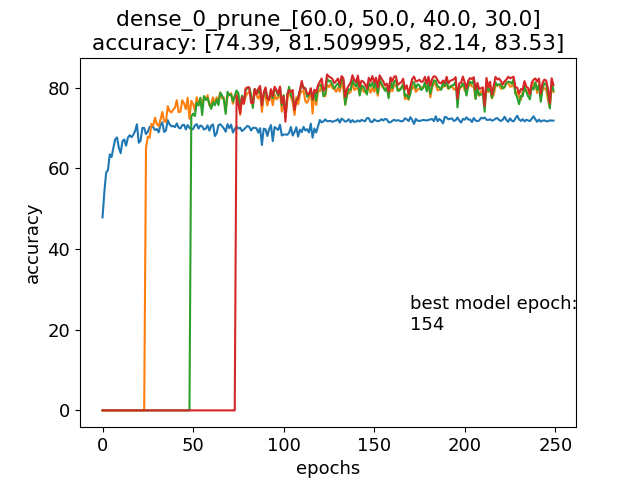 dense_0_prune_[60.0, 50.0, 40.0, 30.0]
accuracy: [74.39, 81.509995, 82.14, 83.53]
80
60
40
20
0
accuracy
best model epoch:
154
0 50 100 150 200 250
epochs